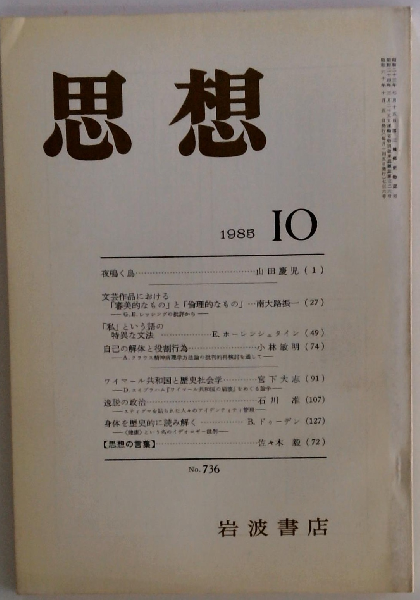 思想
1985 10
夜鳴く鳥……山田慶児 (1)
文芸作品における
「審美的なもの」と「倫理的なもの」…南大路振一 (27)
——G.E.レッシングの批評から——
「私」という語の
特異な文法……E.ホーレンシュタイン (49)
自己の解体と役割行為……小林敏明 (74)
ワイマール共和国と歴史社会学……宮下大志 (91)
逸脱の政治……石川准 (107)
身体を歴史的に読み解く……B.ドゥーデン (127)
【思想の言葉】……佐々木毅 (72)
No.736
岩波書店